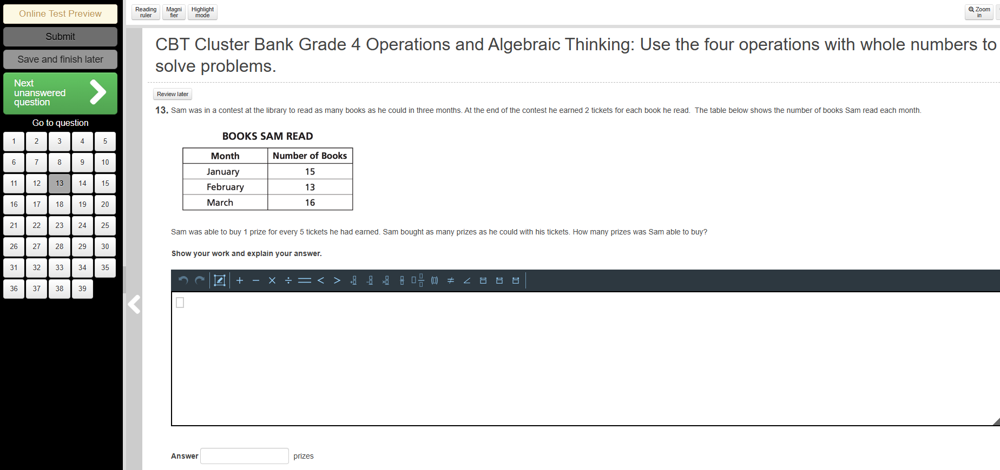 Online Test Preview
Submit
Save and finish later
Next
unanswered
question
Go to question
1 2 3 4 5
6 7 8 9 10
11 12 13 14 15
16 17 18 19 20
21 22 23 24 25
26 27 28 29 30
31 32 33 34 35
36 37 38 39
Reading
ruler
Magni
fier
Highlight
mode
Zoom
in
CBT Cluster Bank Grade 4 Operations and Algebraic Thinking: Use the four operations with whole numbers to
solve problems.
Review later
13. Sam was in a contest at the library to read as many books as he could in three months. At the end of the contest he earned 2 tickets for each book he read.  The table below shows the number of books Sam read each month.
BOOKS SAM READ
Month Number of Books
January 15
February 13
March 16
Sam was able to buy 1 prize for every 5 tickets he had earned. Sam bought as many prizes as he could with his tickets. How many prizes was Sam able to buy?
Show your work and explain your answer.
+ − × ÷ = < > ≠ ∠
Answer prizes